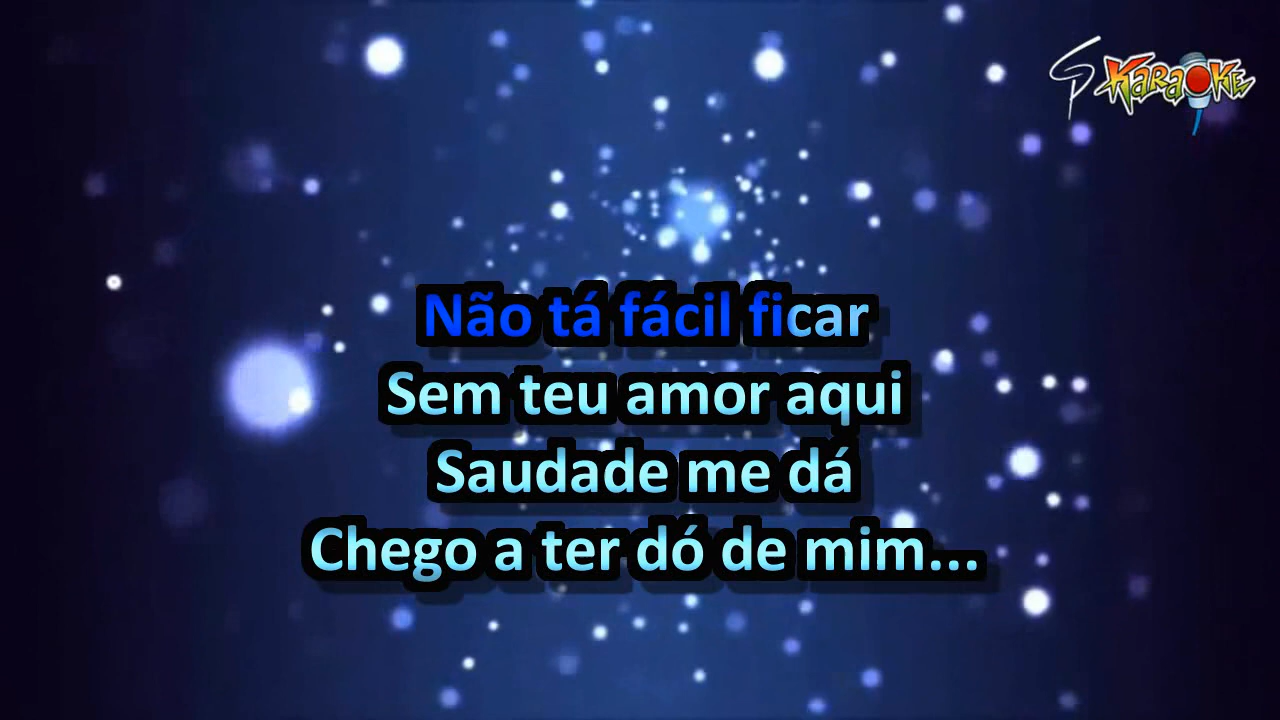 Karaoke
Não tá fácil ficar
Sem teu amor aqui
Saudade me dá
Chego a ter dó de mim...